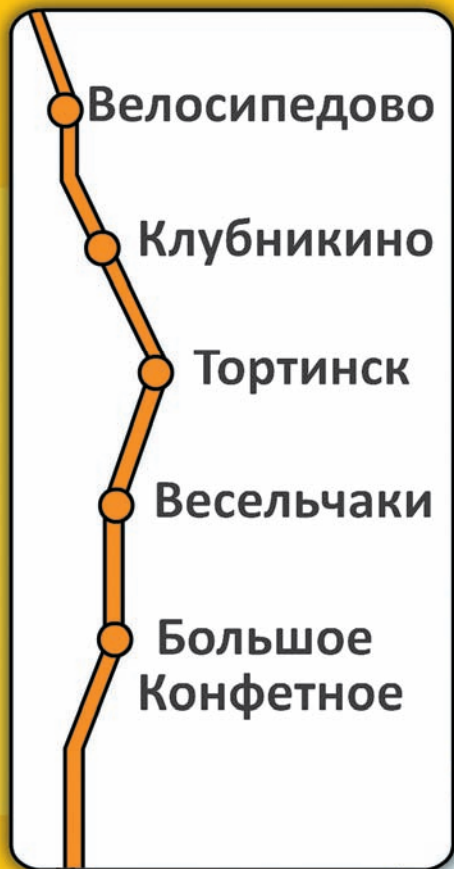 Велосипедово
Клубникино
Тортинск
Весельчаки
Большое
Конфетное